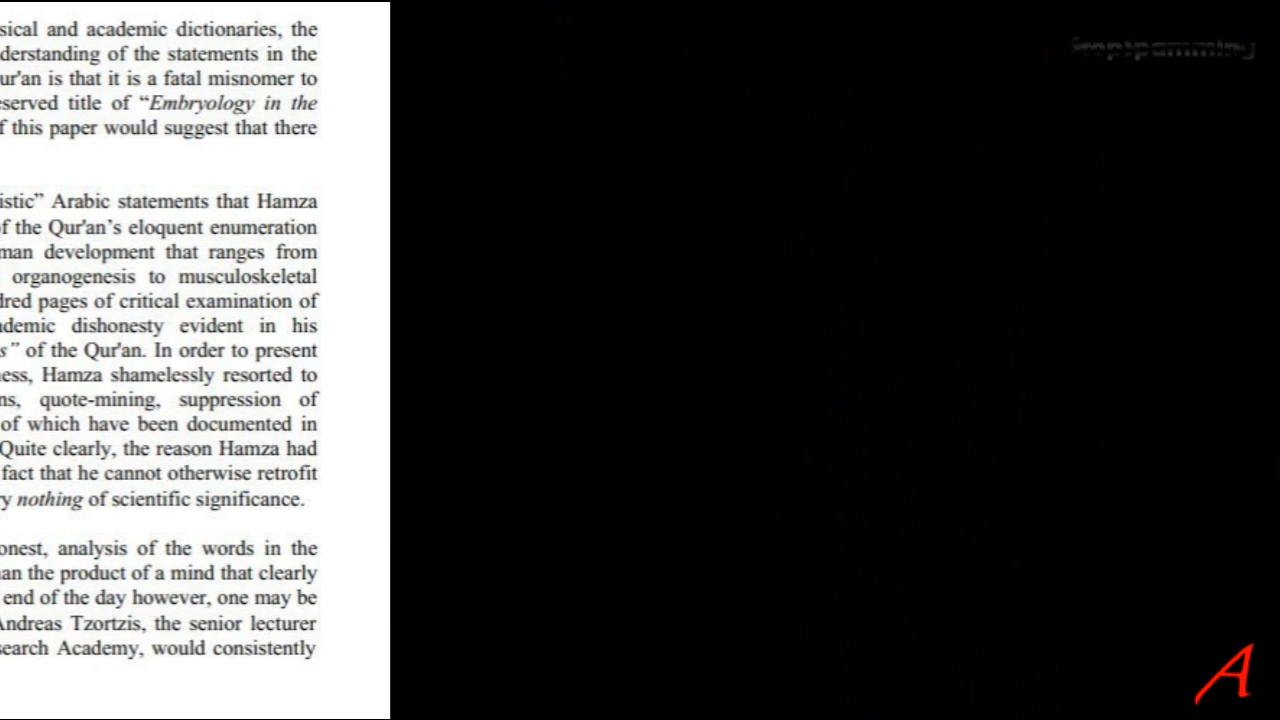 sical and academic dictionaries, the
derstanding of the statements in the
ur'an is that it is a fatal misnomer to
eserved title of “Embryology in the
f this paper would suggest that there
istic” Arabic statements that Hamza
of the Qur'an’s eloquent enumeration
man development that ranges from
organogenesis to musculoskeletal
dred pages of critical examination of
ademic dishonesty evident in his
s” of the Qur'an. In order to present
ness, Hamza shamelessly resorted to
ns, quote-mining, suppression of
of which have been documented in
Quite clearly, the reason Hamza had
fact that he cannot otherwise retrofit
ry nothing of scientific significance.
onest, analysis of the words in the
han the product of a mind that clearly
end of the day however, one may be
Andreas Tzortzis, the senior lecturer
search Academy, would consistently
A